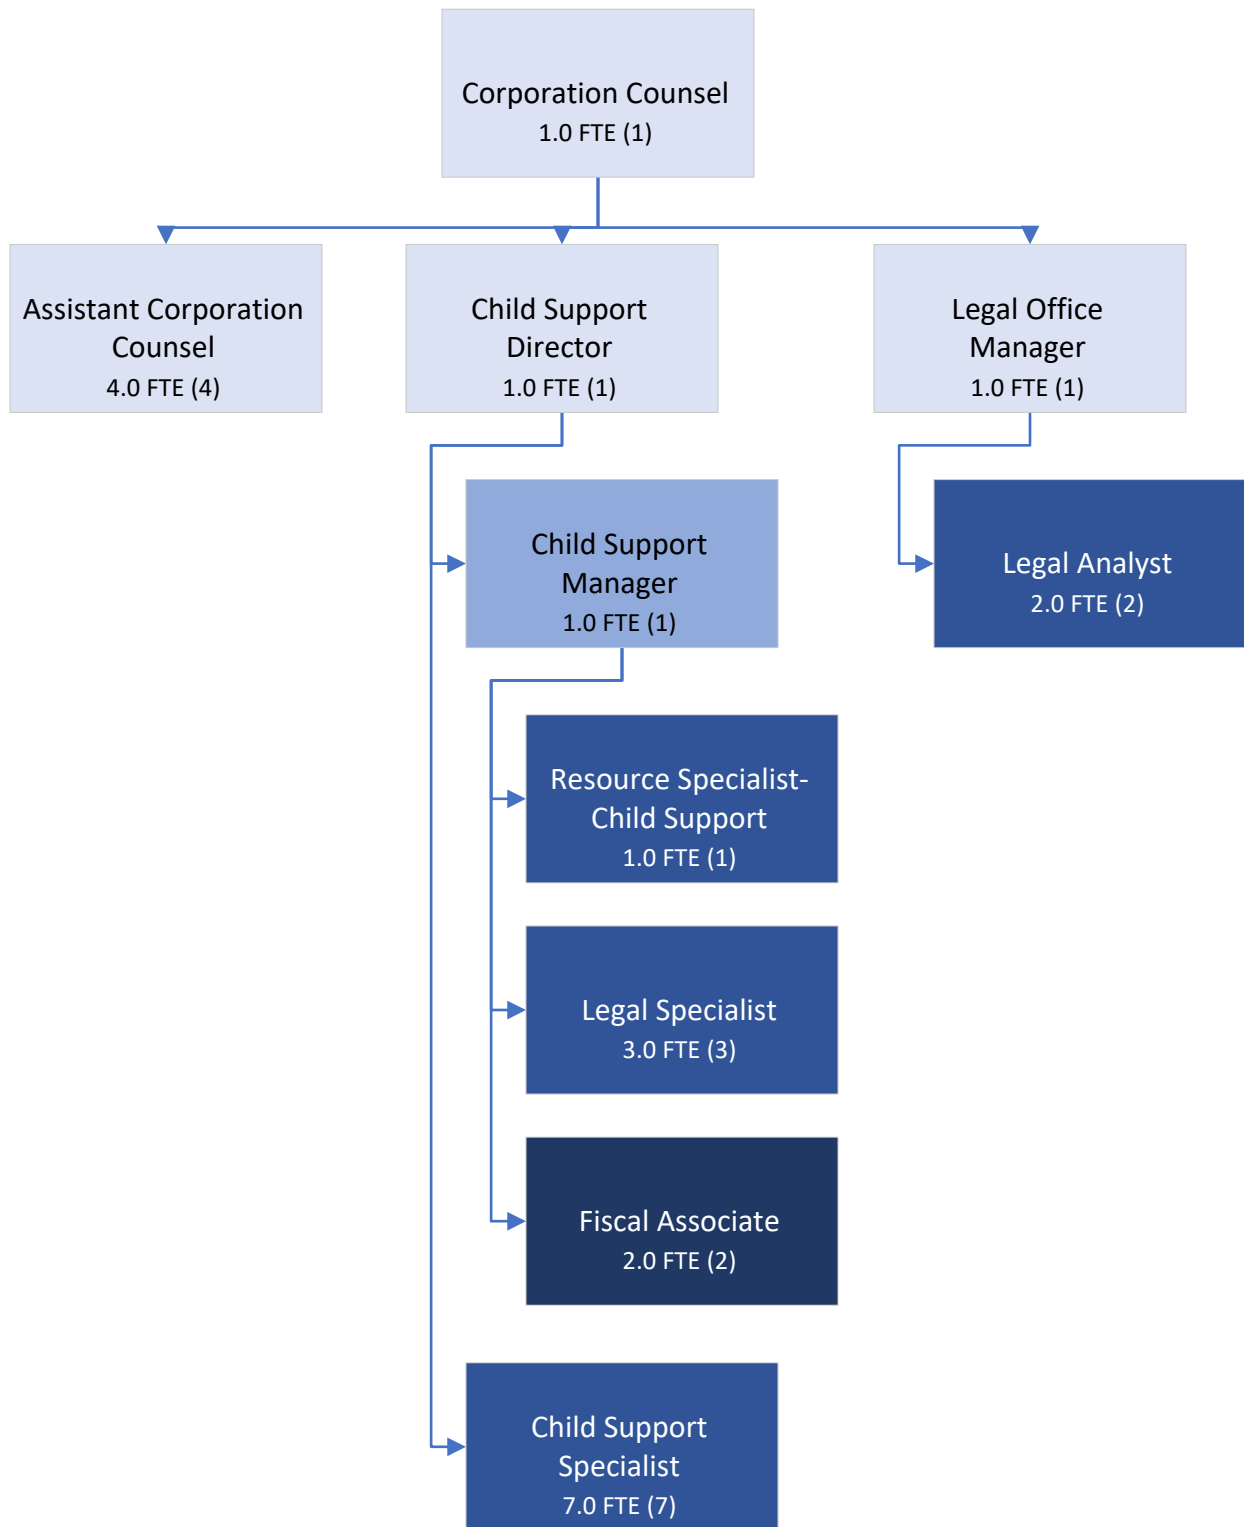 Corporation Counsel
1.0 FTE (1)
Assistant Corporation
Counsel
4.0 FTE (4)
Child Support
Director
1.0 FTE (1)
Legal Office
Manager
1.0 FTE (1)
Child Support
Manager
1.0 FTE (1)
Legal Analyst
2.0 FTE (2)
Resource Specialist-
Child Support
1.0 FTE (1)
Legal Specialist
3.0 FTE (3)
Fiscal Associate
2.0 FTE (2)
Child Support
Specialist
7.0 FTE (7)